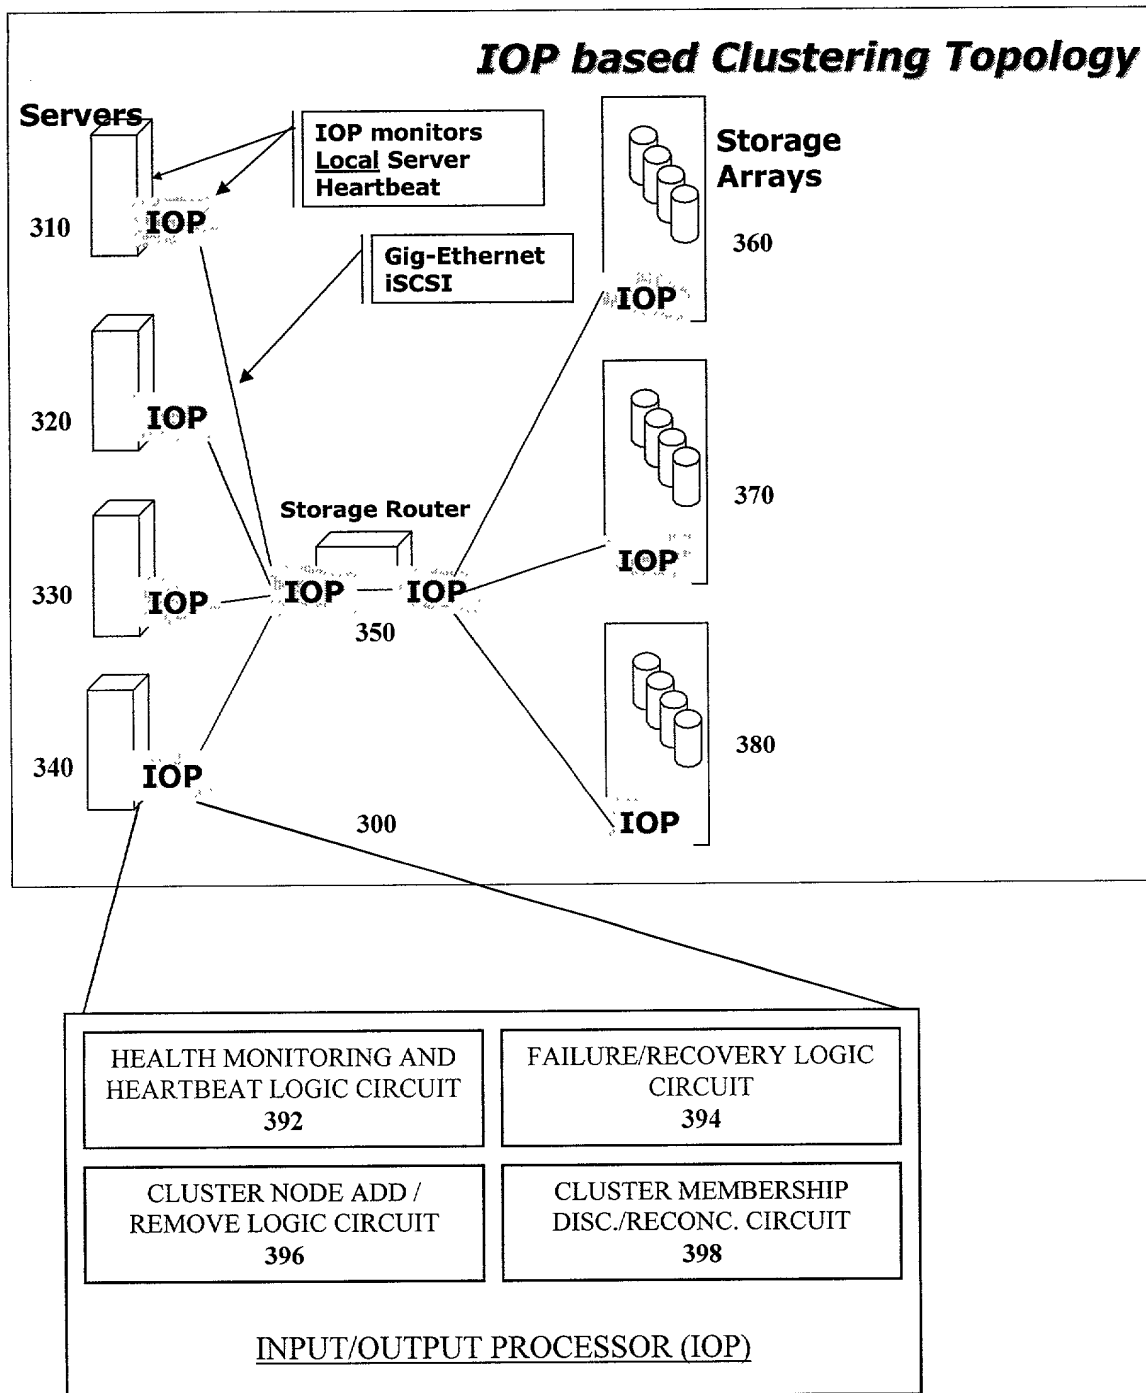 IOP based Clustering Topology
Servers
IOP monitors
Local Server
Heartbeat
Storage
Arrays
310
IOP
360
Gig-Ethernet
iSCSI
IOP
320
IOP
370
Storage Router
IOP
330
IOP
IOP
IOP
350
380
340
IOP
300
IOP
HEALTH MONITORING AND
HEARTBEAT LOGIC CIRCUIT
392
FAILURE/RECOVERY LOGIC
CIRCUIT
394
CLUSTER NODE ADD /
REMOVE LOGIC CIRCUIT
396
CLUSTER MEMBERSHIP
DISC./RECONC. CIRCUIT
398
INPUT/OUTPUT PROCESSOR (IOP)